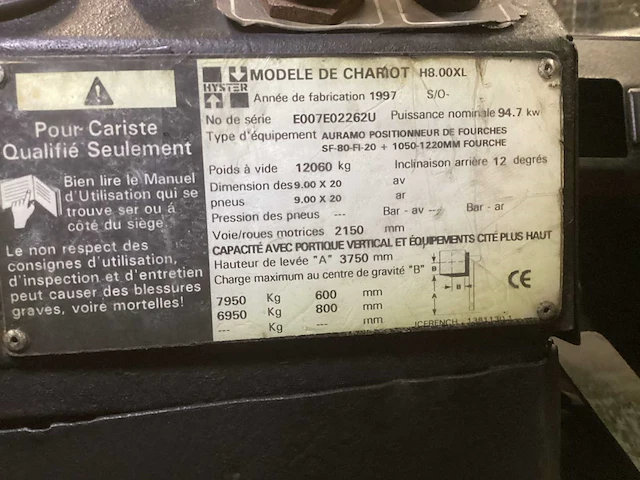 Pour Cariste
Qualifié Seulement
Bien lire le Manuel
d'Utilisation qui se
trouve ser ou á
côté du siège.
Le non respect des
consignes d'utilisation,
d'inspection et d'entretien
peut causer des blessures
graves, voire mortelles!
HYSTER
MODELE DE CHARIOT H8.00XL
Année de fabrication 1997 S/O-
No de série E007E02262U Puissance nominale 94.7 kw
Type d'équipement AURAMO POSITIONNEUR DE FOURCHES
SF-80-FI-20 + 1050-1220MM FOURCHE
Poids à vide 12060 kg Inclinaison arrière 12 degrés
Dimension des 9.00 X 20 av
pneus 9.00 X 20 ar
Pression des pneus --- Bar - av --- Bar - ar
Voie/roues motrices 2150 mm
CAPACITÉ AVEC PORTIQUE VERTICAL ET ÉQUIPEMENTS CITÉ PLUS HAUT
Hauteur de levée "A" 3750 mm
Charge maximum au centre de gravité "B"
B
B
A
CE
7950 Kg 600 mm
6950 Kg 800 mm
--- Kg --- mm